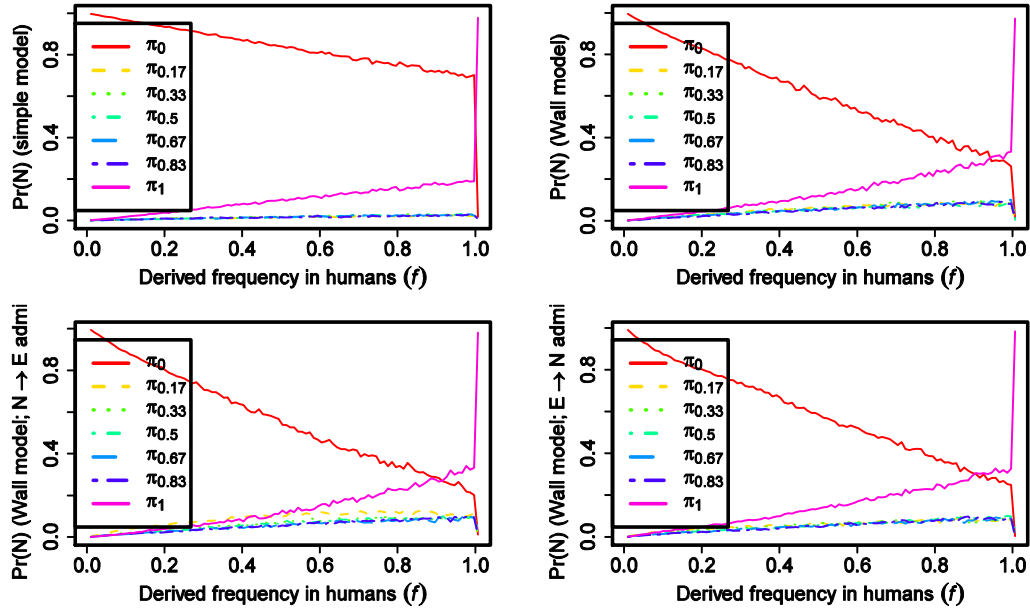 Pr(N) (simple model)
0.0 0.4 0.8
π0
π0.17
π0.33
π0.5
π0.67
π0.83
π1
0.0 0.2 0.4 0.6 0.8 1.0
Derived frequency in humans (f)
Pr(N) (Wall model)
0.0 0.4 0.8
π0
π0.17
π0.33
π0.5
π0.67
π0.83
π1
0.0 0.2 0.4 0.6 0.8 1.0
Derived frequency in humans (f)
Pr(N) (Wall model; N → E admi
0.0 0.4 0.8
π0
π0.17
π0.33
π0.5
π0.67
π0.83
π1
0.0 0.2 0.4 0.6 0.8 1.0
Derived frequency in humans (f)
Pr(N) (Wall model; E → N admi
0.0 0.4 0.8
π0
π0.17
π0.33
π0.5
π0.67
π0.83
π1
0.0 0.2 0.4 0.6 0.8 1.0
Derived frequency in humans (f)